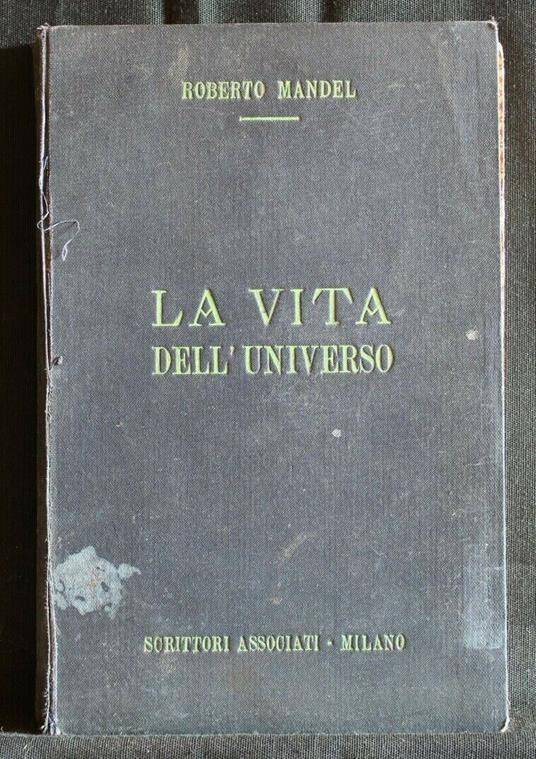 ROBERTO MANDEL
LA VITA
DELL' UNIVERSO
SCRITTORI ASSOCIATI - MILANO